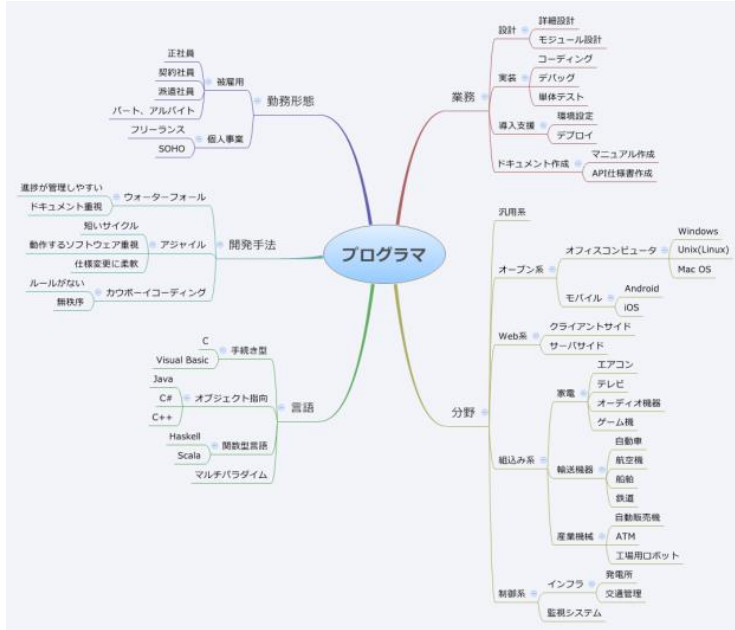 プログラマ
勤務形態
被雇用
正社員
契約社員
派遣社員
パート、アルバイト
個人事業
フリーランス
SOHO
開発手法
ウォーターフォール
進捗が管理しやすい
ドキュメント重視
アジャイル
短いサイクル
動作するソフトウェア重視
仕様変更に柔軟
カウボーイコーディング
ルールがない
無秩序
言語
手続き型
C
Visual Basic
オブジェクト指向
Java
C#
C++
関数型言語
Haskell
Scala
マルチパラダイム
業務
設計
詳細設計
モジュール設計
実装
コーディング
デバッグ
単体テスト
導入支援
環境設定
デプロイ
ドキュメント作成
マニュアル作成
API仕様書作成
分野
汎用系
オープン系
オフィスコンピュータ
Windows
Unix(Linux)
Mac OS
モバイル
Android
iOS
Web系
クライアントサイド
サーバサイド
組込み系
家電
エアコン
テレビ
オーディオ機器
ゲーム機
輸送機器
自動車
航空機
船舶
鉄道
産業機械
自動販売機
ATM
工場用ロボット
制御系
インフラ
発電所
交通管理
監視システム